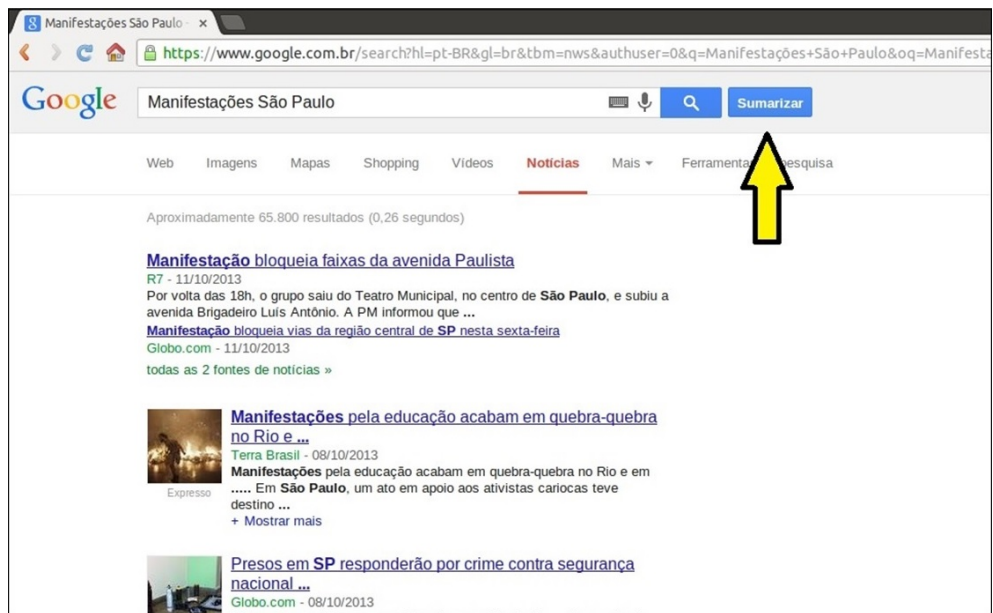 Manifestações São Paulo -
https://www.google.com.br/search?hl=pt-BR&gl=br&tbm=nws&authuser=0&q=Manifestações+São+Paulo&oq=Manifesta
Google Manifestações São Paulo Sumarizar
Web Imagens Mapas Shopping Vídeos Notícias Mais Ferramentas pesquisa
Aproximadamente 65.800 resultados (0,26 segundos)
Manifestação bloqueia faixas da avenida Paulista
R7 - 11/10/2013
Por volta das 18h, o grupo saiu do Teatro Municipal, no centro de São Paulo, e subiu a
avenida Brigadeiro Luís Antônio. A PM informou que ...
Manifestação bloqueia vias da região central de SP nesta sexta-feira
Globo.com - 11/10/2013
todas as 2 fontes de notícias »
Manifestações pela educação acabam em quebra-quebra
no Rio e ...
Terra Brasil - 08/10/2013
Manifestações pela educação acabam em quebra-quebra no Rio e em
..... Em São Paulo, um ato em apoio aos ativistas cariocas teve
destino ...
+ Mostrar mais
Expresso
Presos em SP responderão por crime contra segurança
nacional ...
Globo.com - 08/10/2013